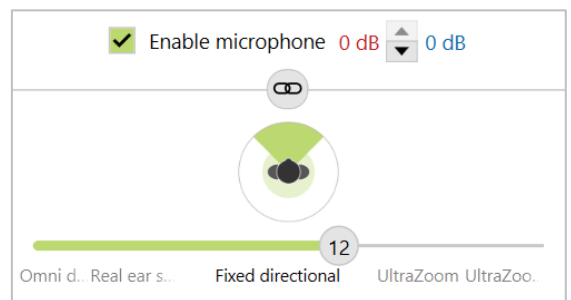 Enable microphone 0 dB 0 dB
12
Omni d.. Real ear s... Fixed directional UltraZoom UltraZoo..